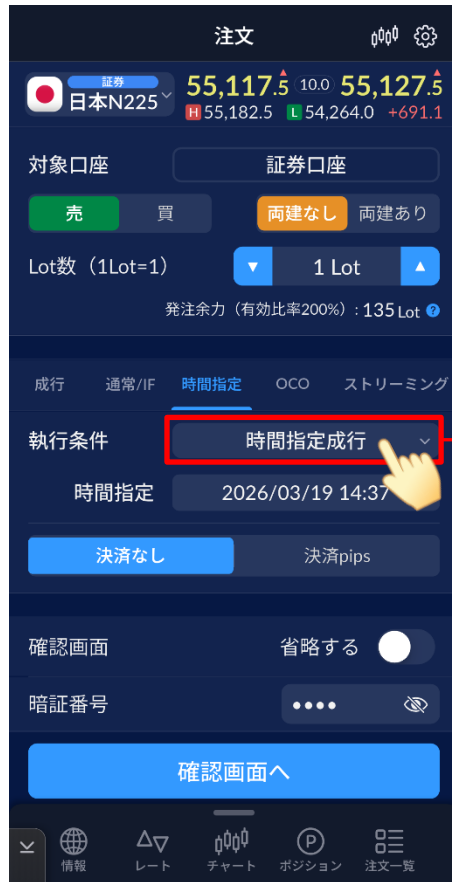 注文
証券
日本N225
55,117.5 10.0 55,127.5
H 55,182.5 L 54,264.0 +691.1
対象口座 証券口座
売 買 両建なし 両建あり
Lot数（1Lot=1） 1 Lot
発注余力（有効比率200%）: 135 Lot ?
成行 通常/IF 時間指定 OCO ストリーミング
執行条件 時間指定成行
時間指定 2026/03/19 14:37
決済なし 決済pips
確認画面 省略する
暗証番号 ••••
確認画面へ
情報 レート チャート P ポジション 注文一覧